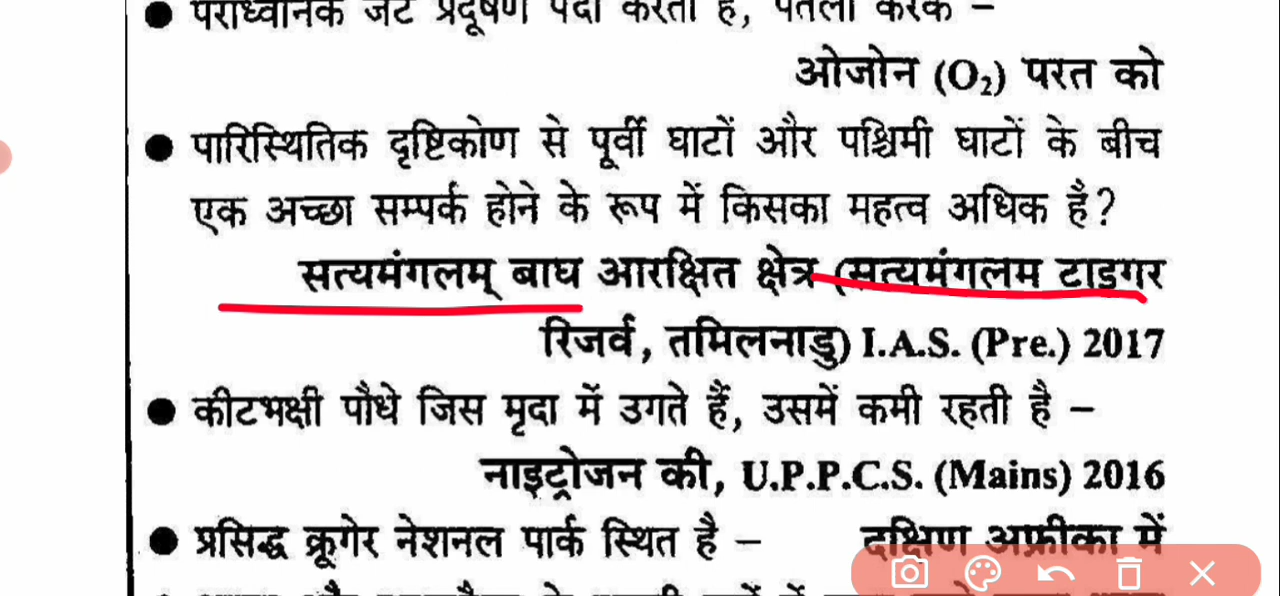 ● पराध्वनिक जेट प्रदूषण पैदा करता है, पतला करके –
ओजोन (O₂) परत को
● पारिस्थितिक दृष्टिकोण से पूर्वी घाटों और पश्चिमी घाटों के बीच
एक अच्छा सम्पर्क होने के रूप में किसका महत्व अधिक है?
सत्यमंगलम् बाघ आरक्षित क्षेत्र (सत्यमंगलम टाइगर
रिजर्व, तमिलनाडु) I.A.S. (Pre.) 2017
● कीटभक्षी पौधे जिस मृदा में उगते हैं, उसमें कमी रहती है –
नाइट्रोजन की, U.P.P.C.S. (Mains) 2016
● प्रसिद्ध क्रूगेर नेशनल पार्क स्थित है – दक्षिण अफ्रीका में